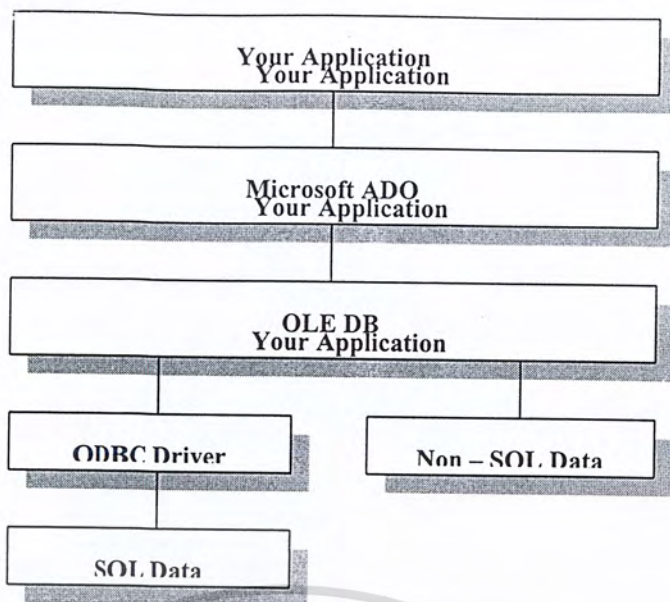 Your Application
Your Application
Microsoft ADO
Your Application
OLE DB
Your Application
ODBC Driver
Non – SQL Data
SQL Data